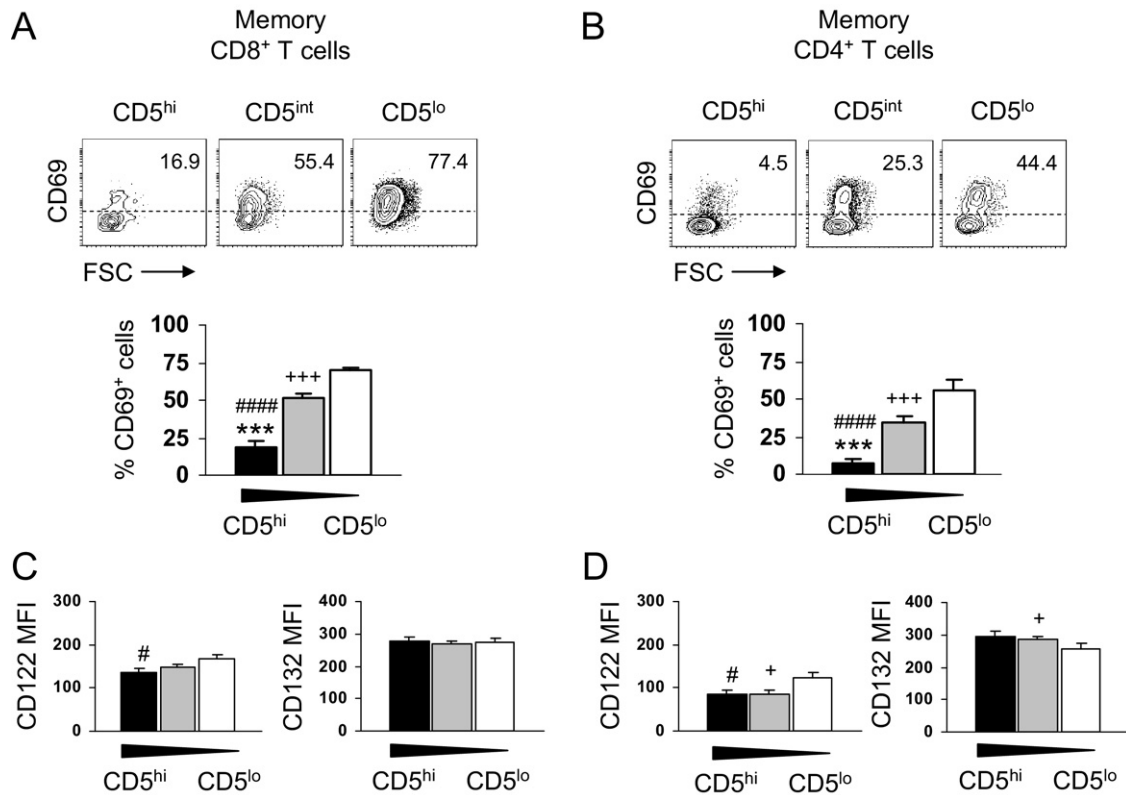 A
Memory
CD8⁺ T cells
CD5ʰⁱ CD5ⁱⁿᵗ CD5ˡᵒ
CD69
16.9 55.4 77.4
FSC
% CD69⁺ cells
100
75
50
25
0
####
***
+++
CD5ʰⁱ CD5ˡᵒ
B
Memory
CD4⁺ T cells
CD5ʰⁱ CD5ⁱⁿᵗ CD5ˡᵒ
CD69
4.5 25.3 44.4
FSC
% CD69⁺ cells
100
75
50
25
0
####
***
+++
CD5ʰⁱ CD5ˡᵒ
C
CD122 MFI
300
200
100
0
#
CD5ʰⁱ CD5ˡᵒ
CD132 MFI
400
300
200
100
0
CD5ʰⁱ CD5ˡᵒ
D
CD122 MFI
300
200
100
0
# +
CD5ʰⁱ CD5ˡᵒ
CD132 MFI
400
300
200
100
0
+
CD5ʰⁱ CD5ˡᵒ